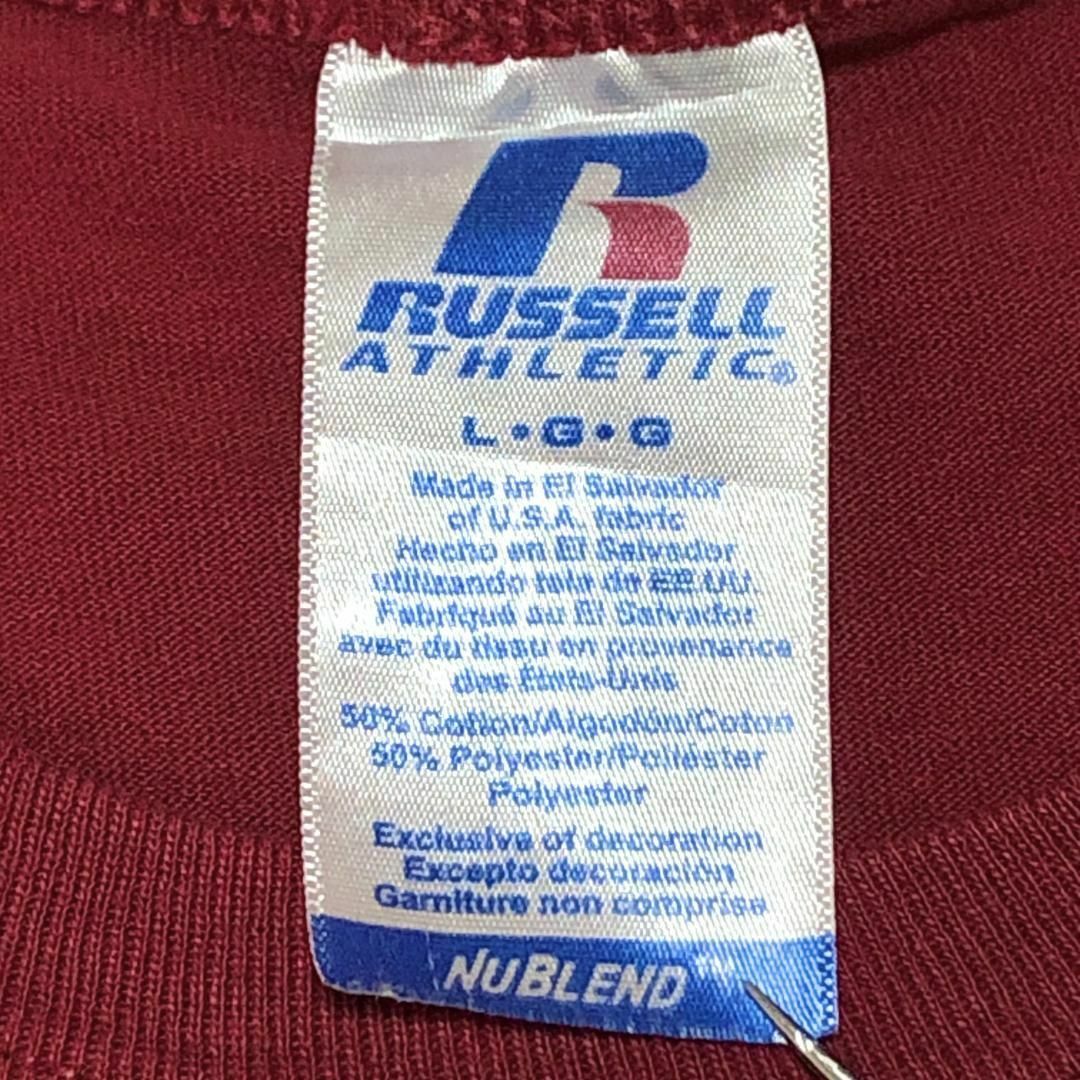 RUSSELL
ATHLETIC®
L•G•G
Made in El Salvador
of U.S.A. fabric
Hecho en El Salvador
utilizando tela de EE UU
Fabriqué au El Salvador
avec du tissu en provenance
des États-Unis
50% Cotton/Algodón/Coton
50% Polyester/Poliéster
Polyester
Exclusive of decoration
Excepto decoración
Garniture non comprise
NUBLEND™